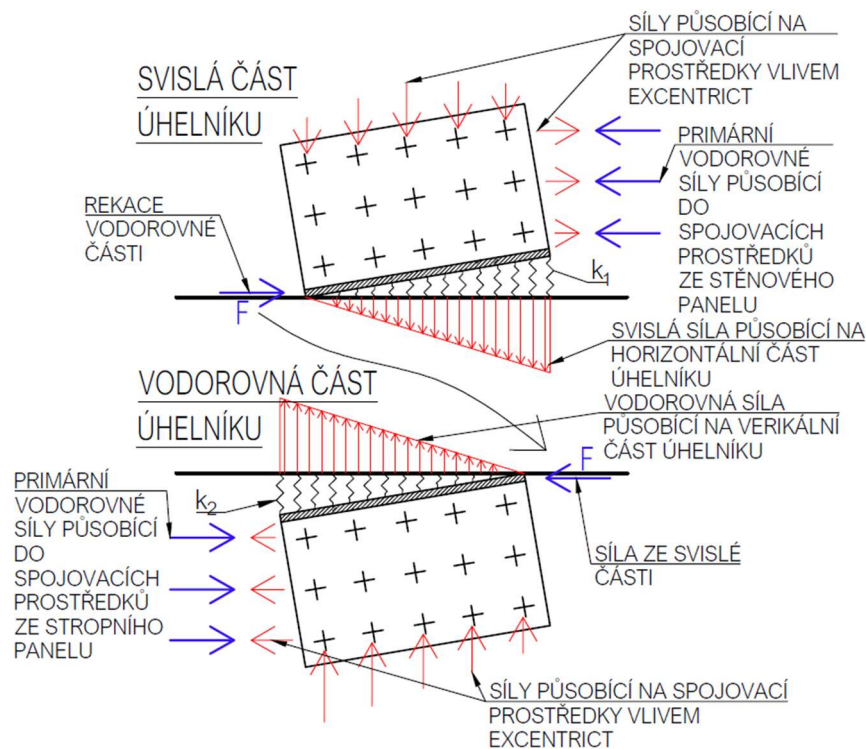 SÍLY PŮSOBÍCÍ NA
SPOJOVACÍ
PROSTŘEDKY VLIVEM
EXCENTRICT
SVISLÁ ČÁST
ÚHELNÍKU
PRIMÁRNÍ
VODOROVNÉ
SÍLY PŮSOBÍCÍ
DO
SPOJOVACÍCH
PROSTŘEDKŮ
ZE STĚNOVÉHO
PANELU
REKACE
VODOROVNÉ
ČÁSTI
F
k1
SVISLÁ SÍLA PŮSOBÍCÍ NA
HORIZONTÁLNÍ ČÁST
ÚHELNÍKU
VODOROVNÁ ČÁST
ÚHELNÍKU
VODOROVNÁ SÍLA
PŮSOBÍCÍ NA VERIKÁLNÍ
ČÁST ÚHELNÍKU
F
PRIMÁRNÍ
VODOROVNÉ
SÍLY PŮSOBÍCÍ
DO
SPOJOVACÍCH
PROSTŘEDKŮ
ZE STROPNÍHO
PANELU
k2
SÍLA ZE SVISLÉ
ČÁSTI
SÍLY PŮSOBÍCÍ NA SPOJOVACÍ
PROSTŘEDKY VLIVEM
EXCENTRICT